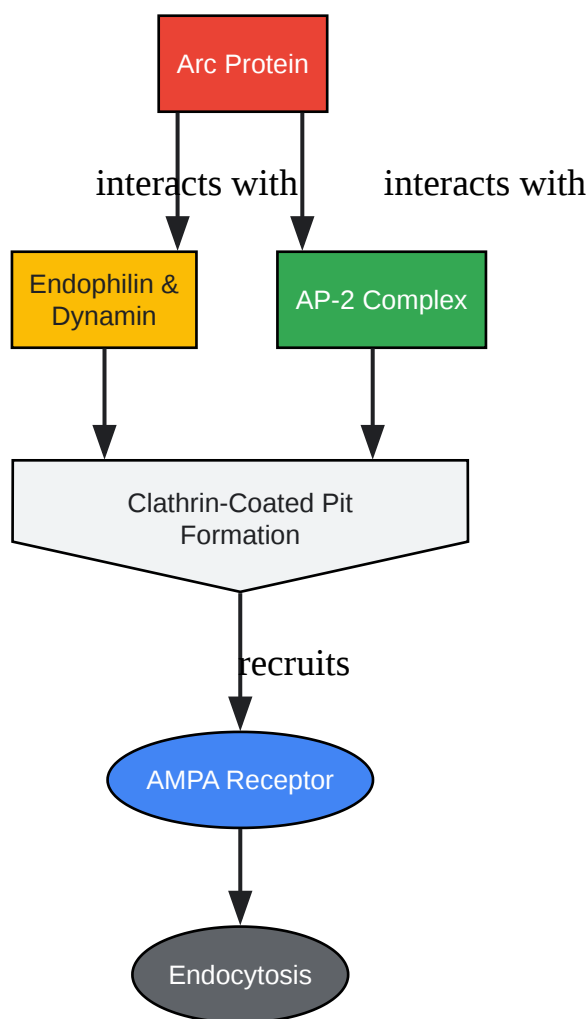 Arc Protein
interacts with
interacts with
Endophilin &
Dynamin
AP-2 Complex
Clathrin-Coated Pit
Formation
recruits
AMPA Receptor
Endocytosis